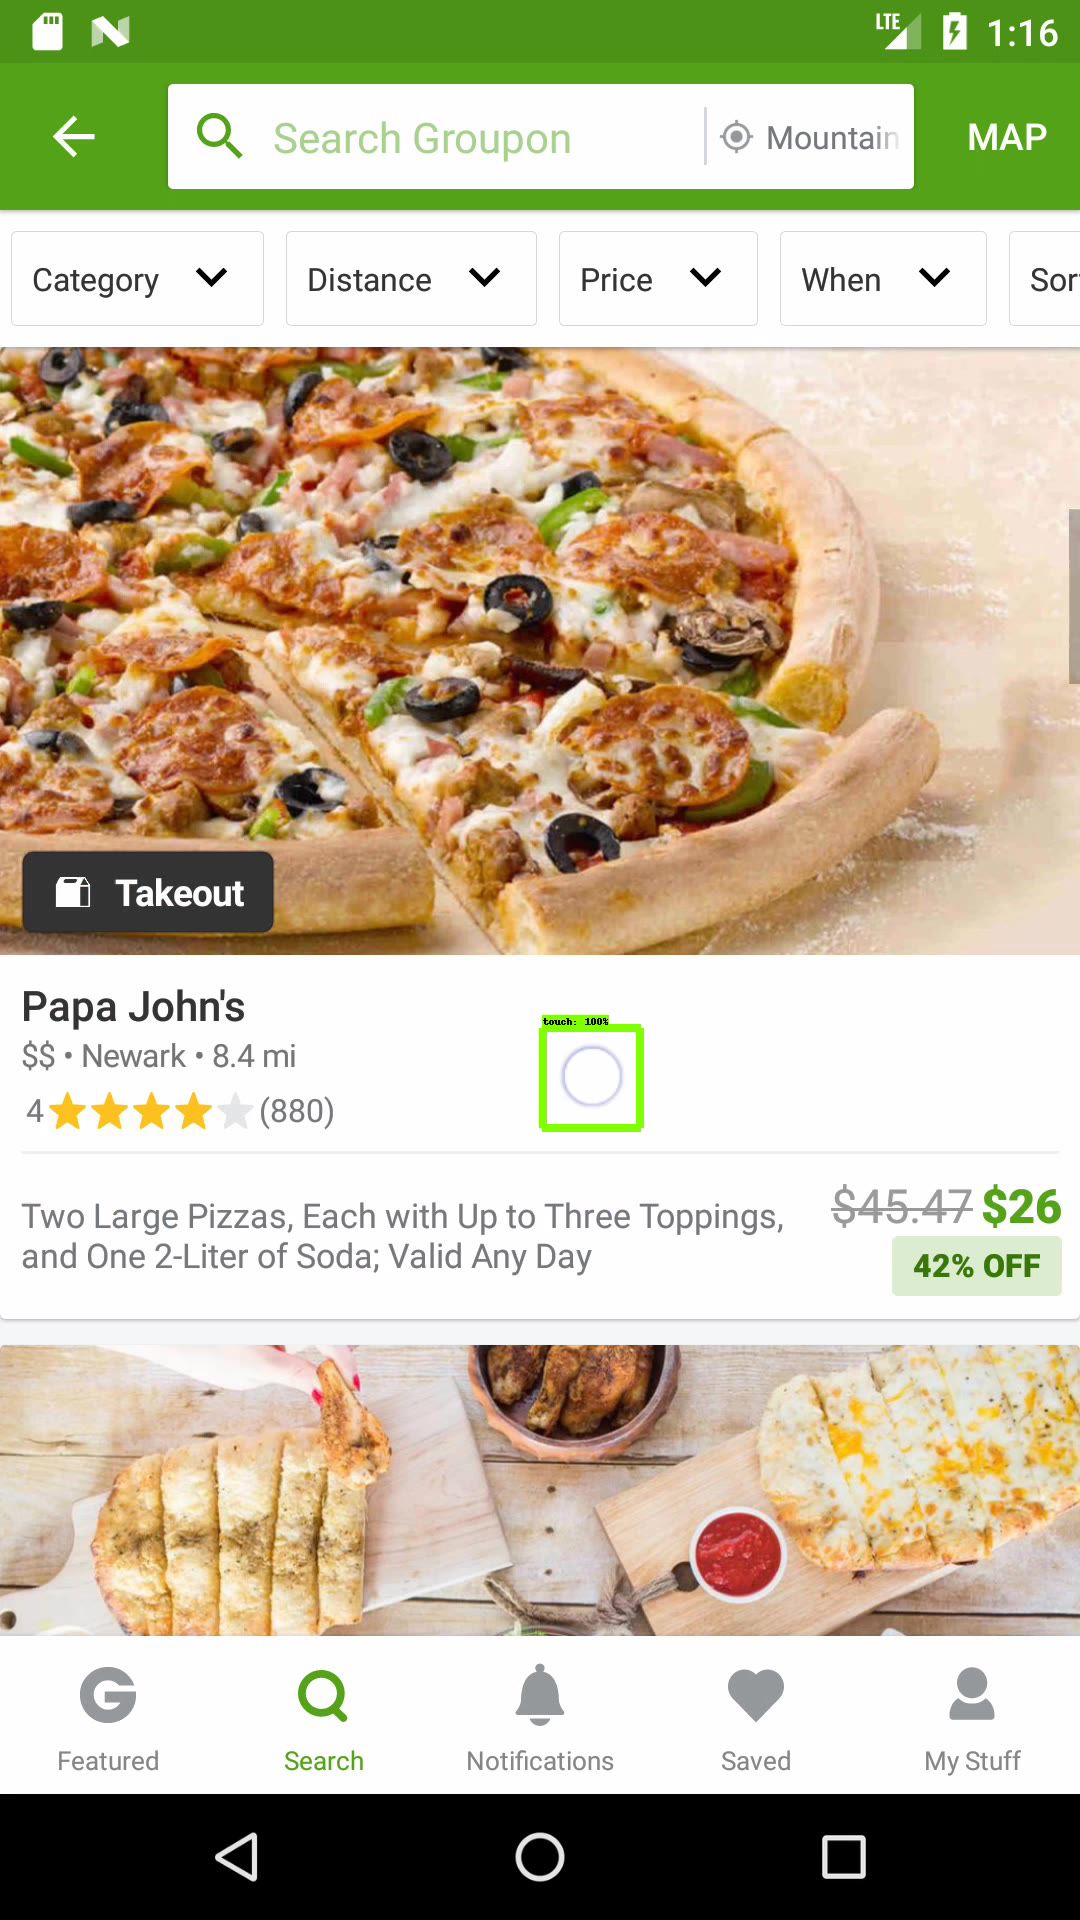 LTE 1:16
Search Groupon Mountain MAP
Category Distance Price When Sor
Takeout
Papa John's
$$ • Newark • 8.4 mi
touch: 100%
4 (880)
Two Large Pizzas, Each with Up to Three Toppings, $45.47 $26
and One 2-Liter of Soda; Valid Any Day 42% OFF
Featured Search Notifications Saved My Stuff